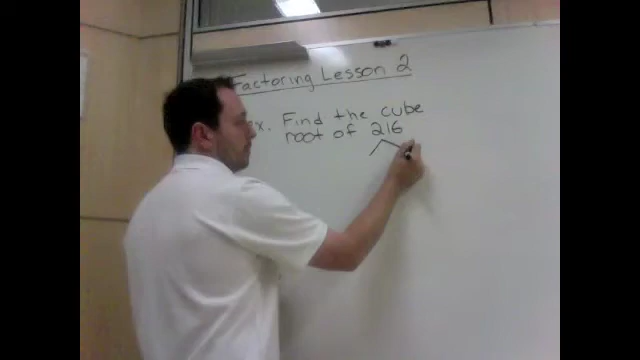 Factoring Lesson 2
Ex. Find the cube
root of 216